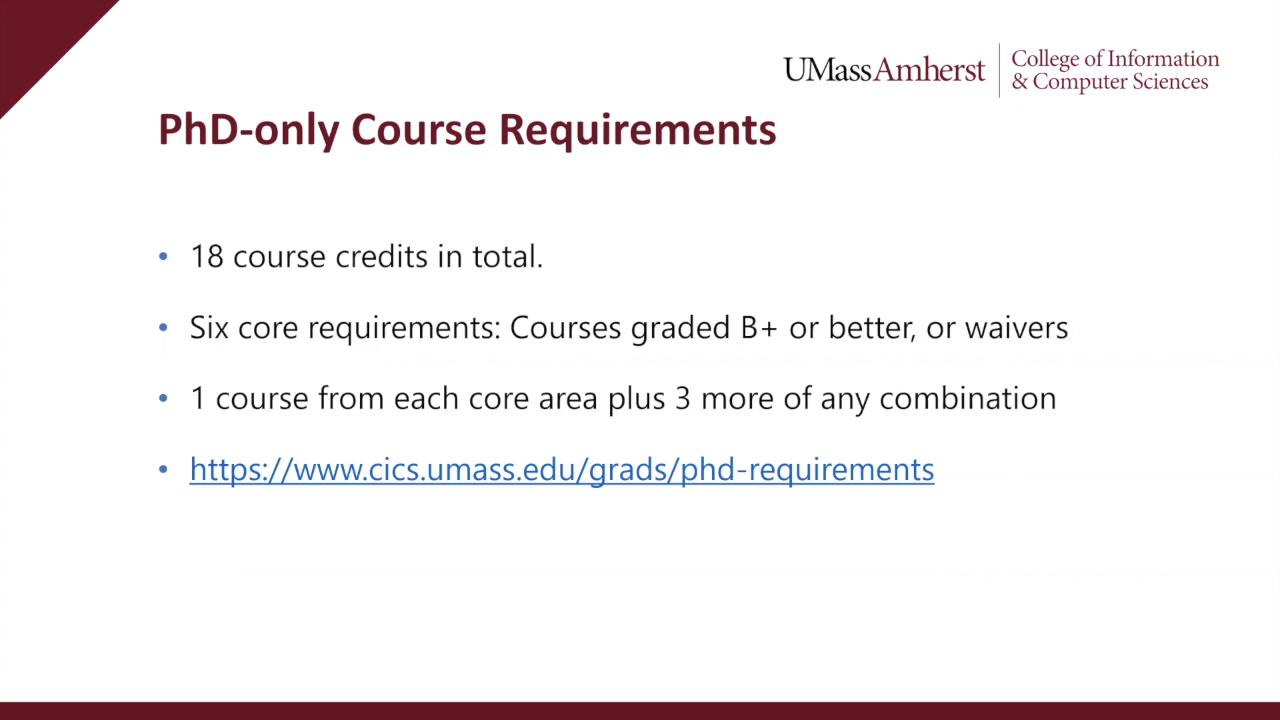 UMassAmherst
College of Information
& Computer Sciences
PhD-only Course Requirements
• 18 course credits in total.
• Six core requirements: Courses graded B+ or better, or waivers
• 1 course from each core area plus 3 more of any combination
• https://www.cics.umass.edu/grads/phd-requirements